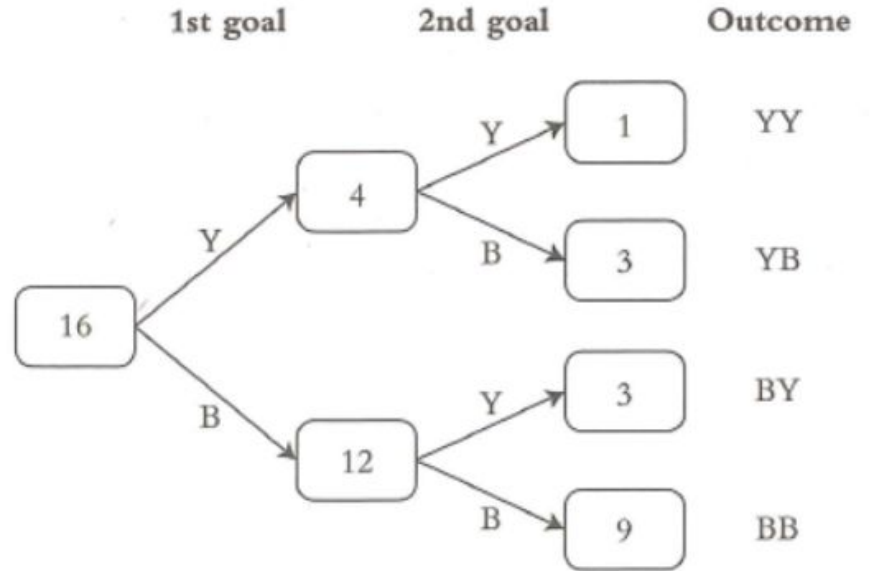 1st goal 2nd goal Outcome
Y 1 YY
4
Y B 3 YB
16
B Y 3 BY
12
B 9 BB